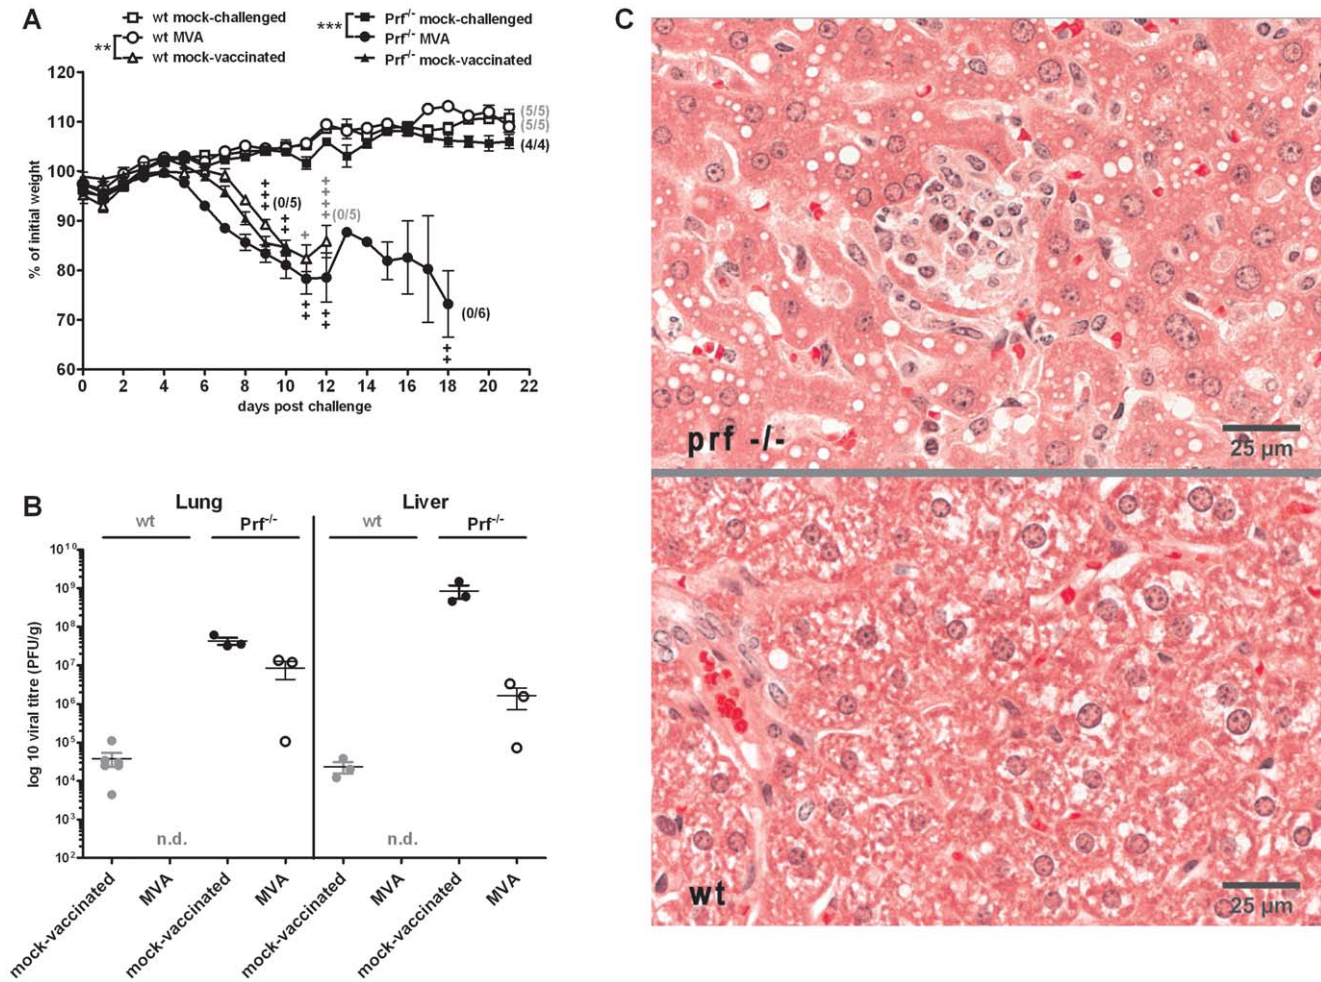 A
wt mock-challenged
wt MVA
wt mock-vaccinated
**
Prf-/- mock-challenged
Prf-/- MVA
Prf-/- mock-vaccinated
***
% of initial weight
120
110
100
90
80
70
60
(5/5)
(5/5)
(4/4)
(0/5)
(0/5)
(0/6)
0 2 4 6 8 10 12 14 16 18 20 22
days post challenge
B
Lung
Liver
wt
Prf-/-
wt
Prf-/-
log 10 viral titre (PFU/g)
10^10
10^9
10^8
10^7
10^6
10^5
10^4
10^3
10^2
n.d.
n.d.
mock-vaccinated
MVA
mock-vaccinated
MVA
mock-vaccinated
MVA
mock-vaccinated
MVA
C
prf -/-
25 µm
wt
25 µm